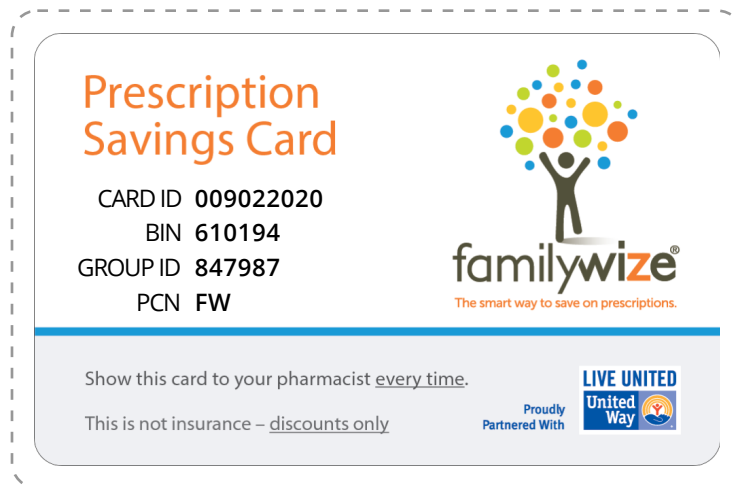 Prescription
Savings Card
CARD ID 009022020
BIN 610194
GROUP ID 847987
PCN FW
familywize®
The smart way to save on prescriptions.
Show this card to your pharmacist every time.
This is not insurance – discounts only
Proudly
Partnered With
LIVE UNITED
United
Way